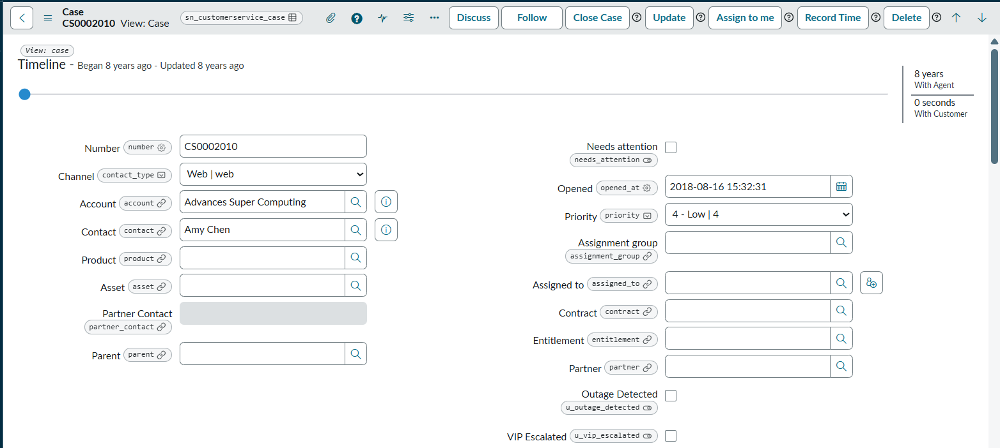 Case
CS0002010 View: Case
sn_customerservice_case
?
Discuss
Follow
Close Case
?
Update
?
Assign to me
?
Record Time
?
Delete
?
View: case
Timeline - Began 8 years ago - Updated 8 years ago
8 years
With Agent
0 seconds
With Customer
Number number
CS0002010
Channel contact_type
Web | web
Account account
Advances Super Computing
Contact contact
Amy Chen
Product product
Asset asset
Partner Contact
partner_contact
Parent parent
Needs attention
needs_attention
Opened opened_at
2018-08-16 15:32:31
Priority priority
4 - Low | 4
Assignment group
assignment_group
Assigned to assigned_to
Contract contract
Entitlement entitlement
Partner partner
Outage Detected
u_outage_detected
VIP Escalated u_vip_escalated